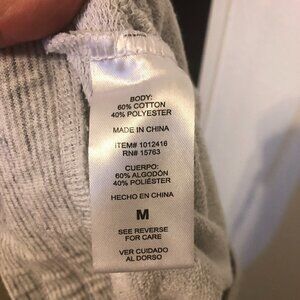 BODY:
60% COTTON
40% POLYESTER
MADE IN CHINA
ITEM# 1012416
RN# 15763
CUERPO:
60% ALGODÓN
40% POLIÉSTER
HECHO EN CHINA
M
SEE REVERSE
FOR CARE
VER CUIDADO
AL DORSO